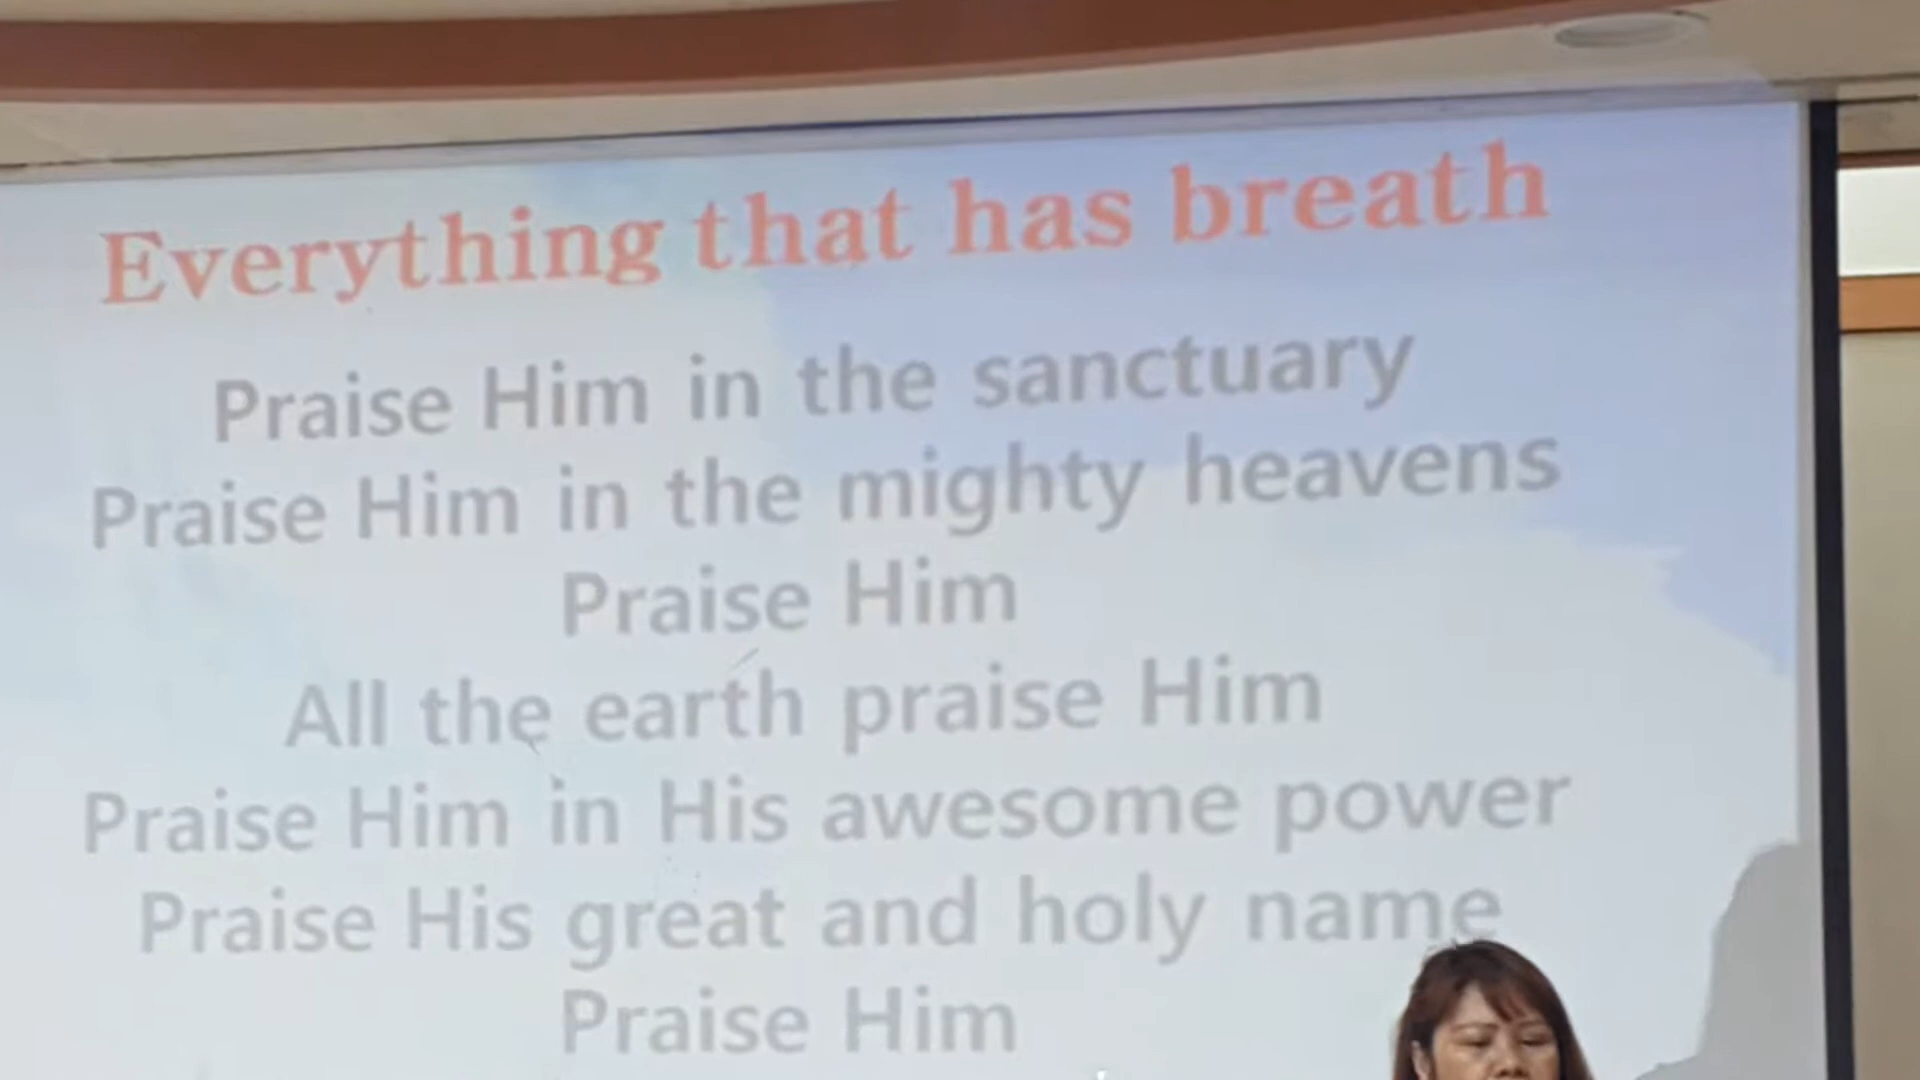 Everything that has breath
Praise Him in the sanctuary
Praise Him in the mighty heavens
Praise Him
All the earth praise Him
Praise Him in His awesome power
Praise His great and holy name
Praise Him